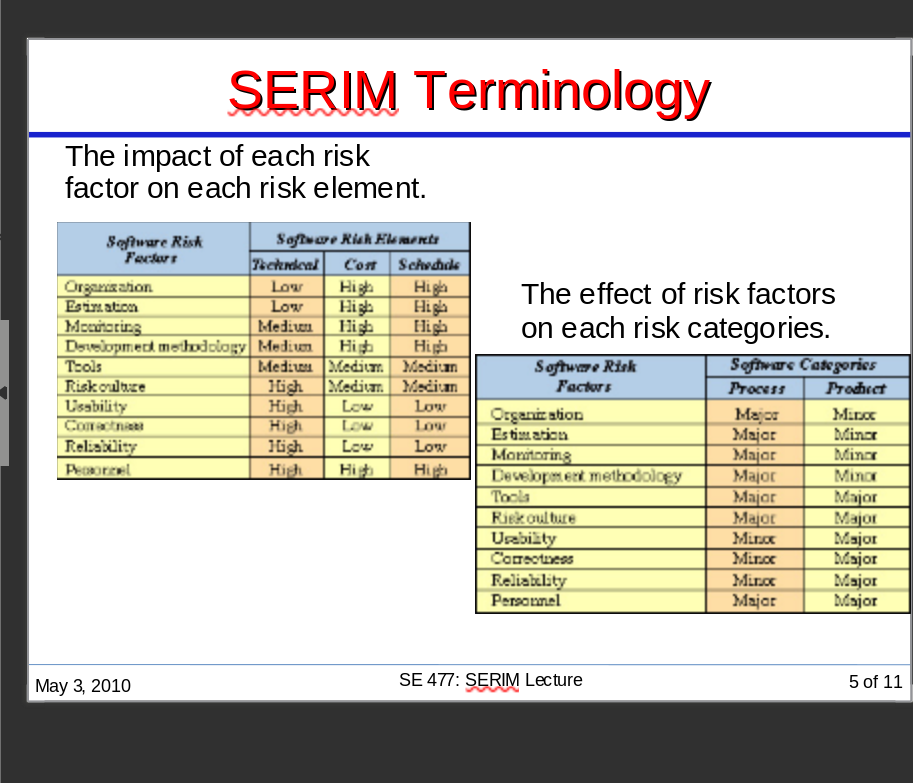 SERIM Terminology
The impact of each risk
factor on each risk element.
Software Risk Factors Software Risk Elements
Technical Cost Schedule
Organization Low High High
Estimation Low High High
Monitoring Medium High High
Development methodology Medium High High
Tools Medium Medium Medium
Risk culture High Medium Medium
Usability High Low Low
Correctness High Low Low
Reliability High Low Low
Personnel High High High
The effect of risk factors
on each risk categories.
Software Risk Factors Software Categories
Process Product
Organization Major Minor
Estimation Major Minor
Monitoring Major Minor
Development methodology Major Minor
Tools Major Major
Risk culture Major Major
Usability Minor Major
Correctness Minor Major
Reliability Minor Major
Personnel Major Major
May 3, 2010
SE 477: SERIM Lecture
5 of 11